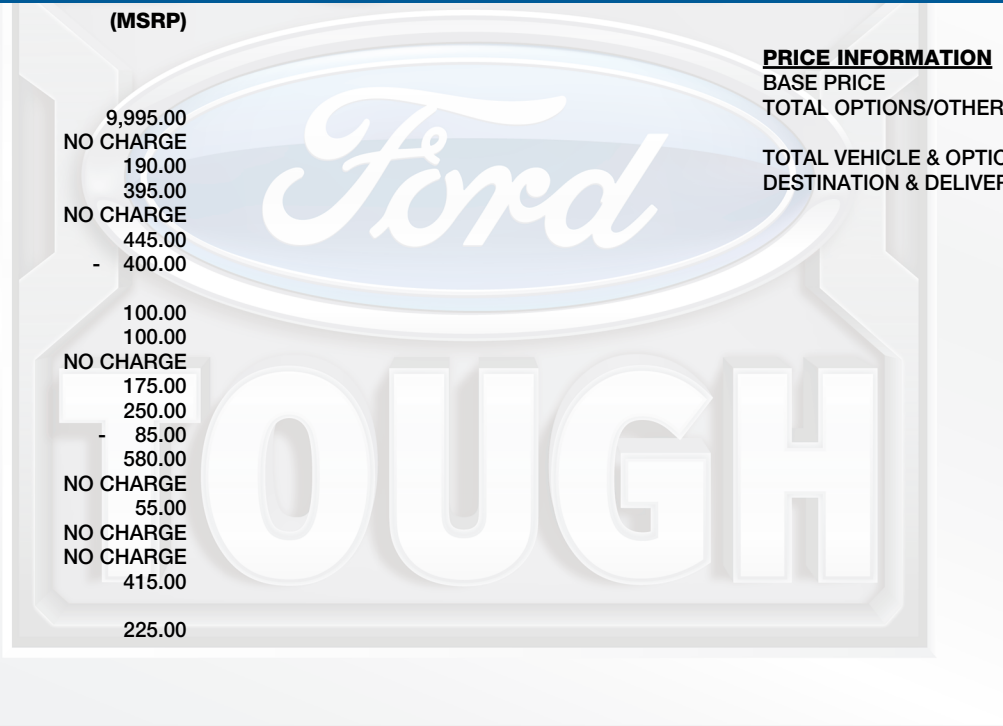 (MSRP)
9,995.00
NO CHARGE
190.00
395.00
NO CHARGE
445.00
- 400.00
100.00
100.00
NO CHARGE
175.00
250.00
- 85.00
580.00
NO CHARGE
55.00
NO CHARGE
NO CHARGE
415.00
225.00
PRICE INFORMATION
BASE PRICE
TOTAL OPTIONS/OTHER
TOTAL VEHICLE & OPTIO
DESTINATION & DELIVER
Ford
TOUGH